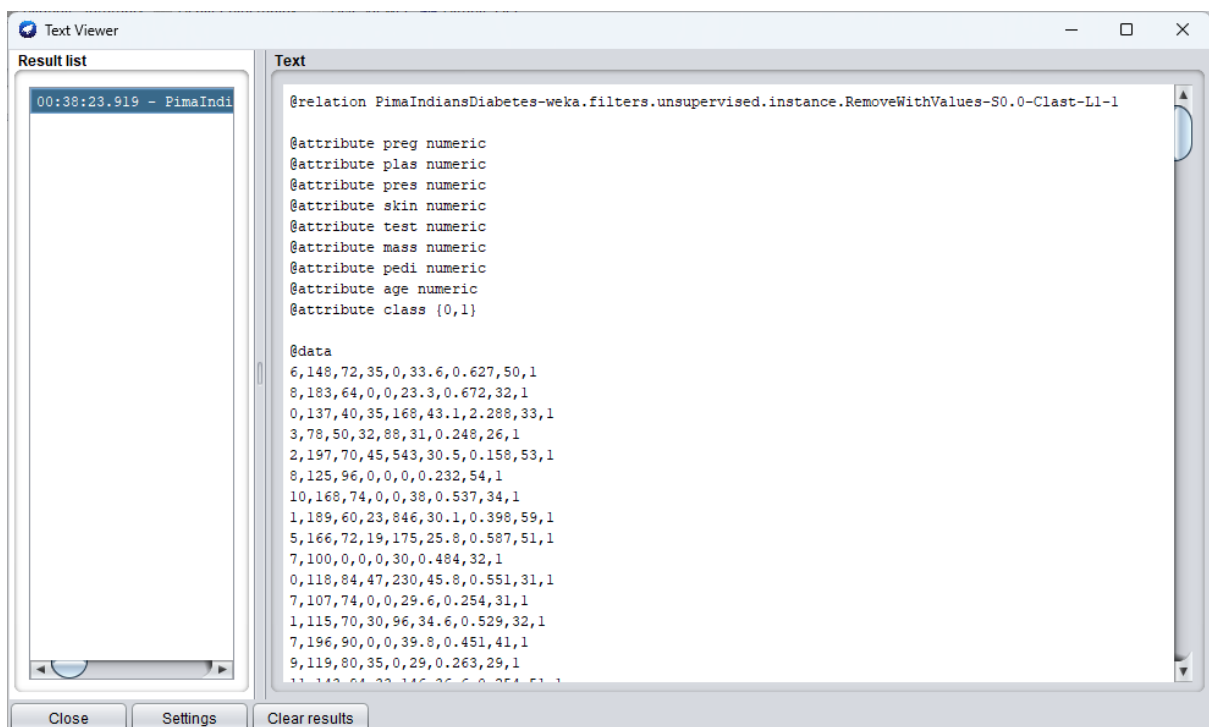 Text Viewer
Result list
00:38:23.919 - PimaIndi
Text
@relation PimaIndiansDiabetes-weka.filters.unsupervised.instance.RemoveWithValues-S0.0-Clast-L1-1
@attribute preg numeric
@attribute plas numeric
@attribute pres numeric
@attribute skin numeric
@attribute test numeric
@attribute mass numeric
@attribute pedi numeric
@attribute age numeric
@attribute class {0,1}
@data
6,148,72,35,0,33.6,0.627,50,1
8,183,64,0,0,23.3,0.672,32,1
0,137,40,35,168,43.1,2.288,33,1
3,78,50,32,88,31,0.248,26,1
2,197,70,45,543,30.5,0.158,53,1
8,125,96,0,0,0,0.232,54,1
10,168,74,0,0,38,0.537,34,1
1,189,60,23,846,30.1,0.398,59,1
5,166,72,19,175,25.8,0.587,51,1
7,100,0,0,0,30,0.484,32,1
0,118,84,47,230,45.8,0.551,31,1
7,107,74,0,0,29.6,0.254,31,1
1,115,70,30,96,34.6,0.529,32,1
7,196,90,0,0,39.8,0.451,41,1
9,119,80,35,0,29,0.263,29,1
Close
Settings
Clear results